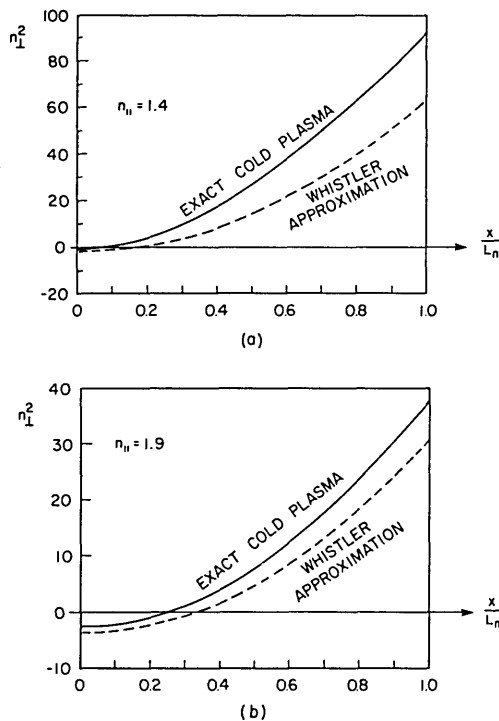 n⊥²
100
80
60
40
20
0
-20
n∥ = 1.4
EXACT COLD PLASMA
WHISTLER
APPROXIMATION
0 0.2 0.4 0.6 0.8 1.0
x/Lₙ
(a)
n⊥²
40
30
20
10
0
-10
n∥ = 1.9
EXACT COLD PLASMA
WHISTLER
APPROXIMATION
0 0.2 0.4 0.6 0.8 1.0
x/Lₙ
(b)